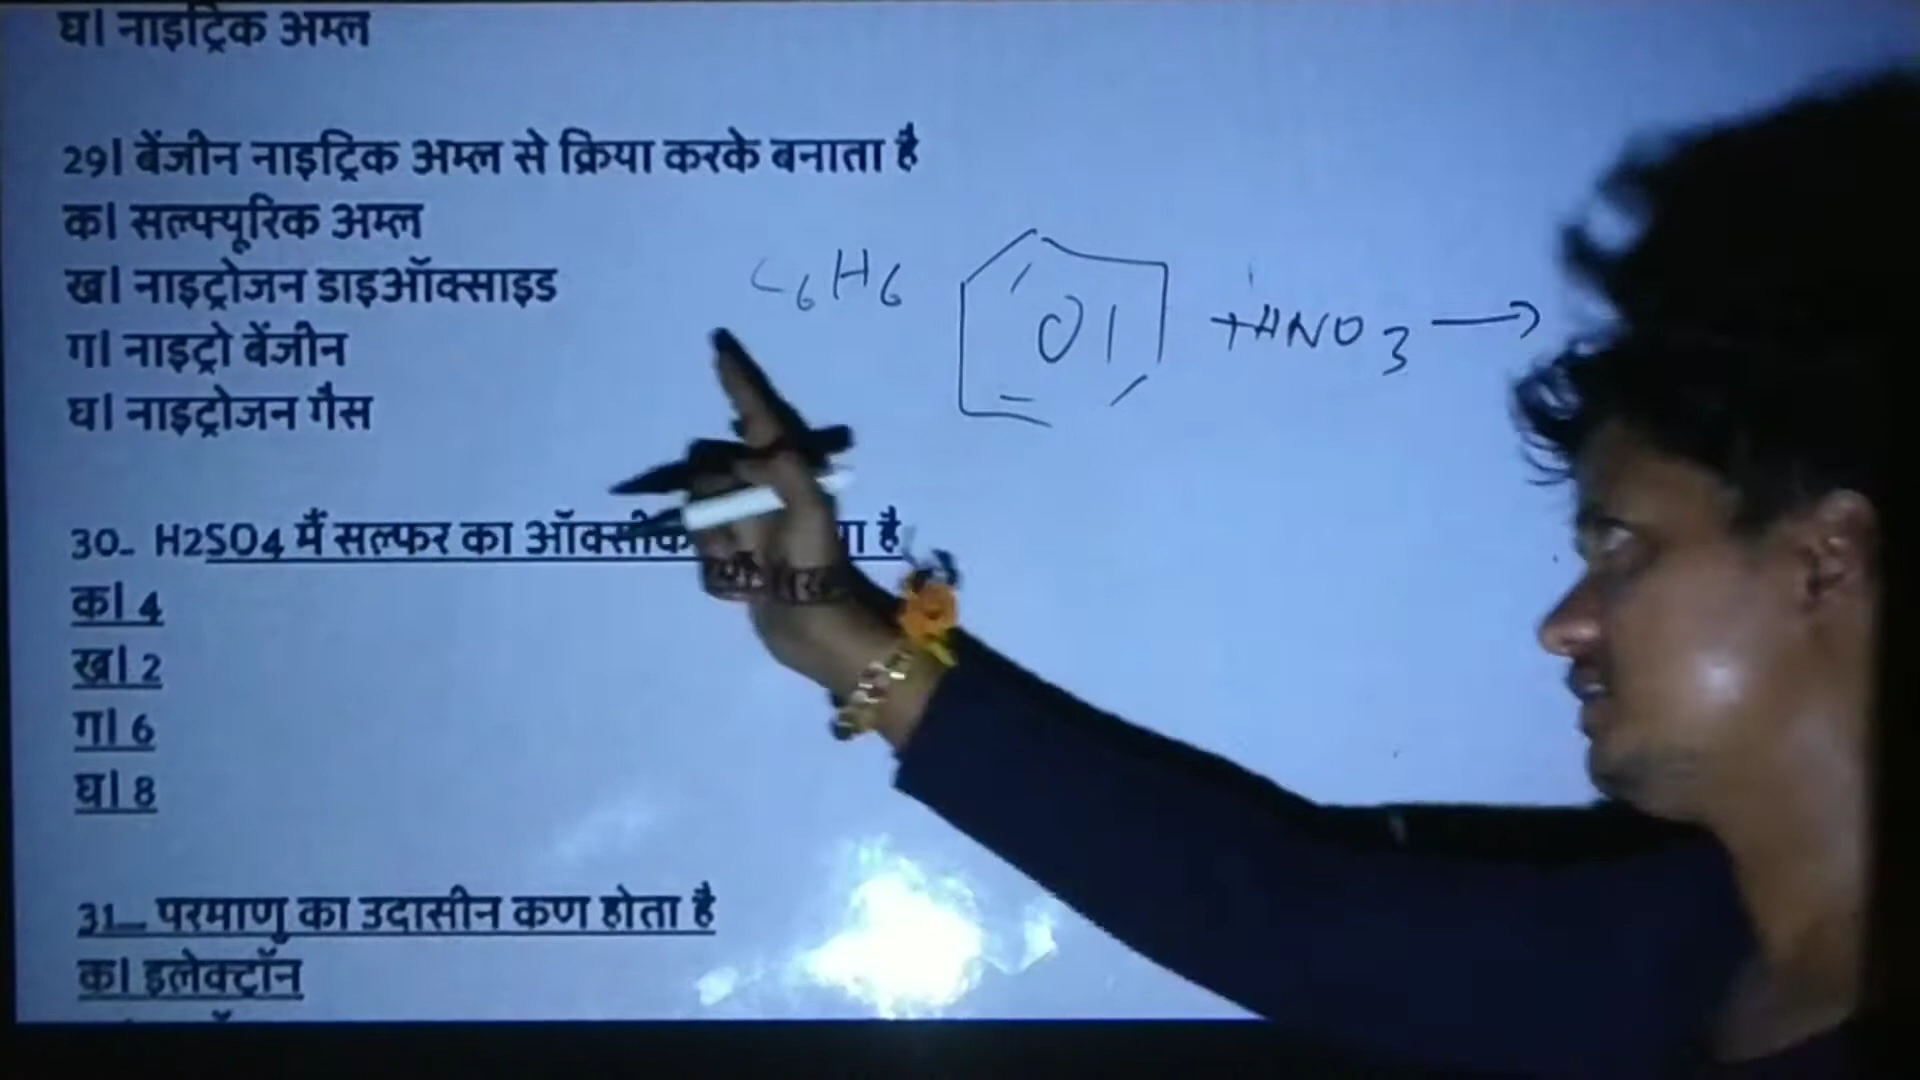 घ। नाइट्रिक अम्ल
29। बेंजीन नाइट्रिक अम्ल से क्रिया करके बनाता है
क। सल्फ्यूरिक अम्ल
ख। नाइट्रोजन डाइऑक्साइड
ग। नाइट्रो बेंजीन
घ। नाइट्रोजन गैस
C6H6 + HNO3 →
30- H2SO4 मैं सल्फर का है
क। 4
ख। 2
ग। 6
घ। 8
31- परमाणु का उदासीन कण होता है
क। इलेक्ट्रॉन